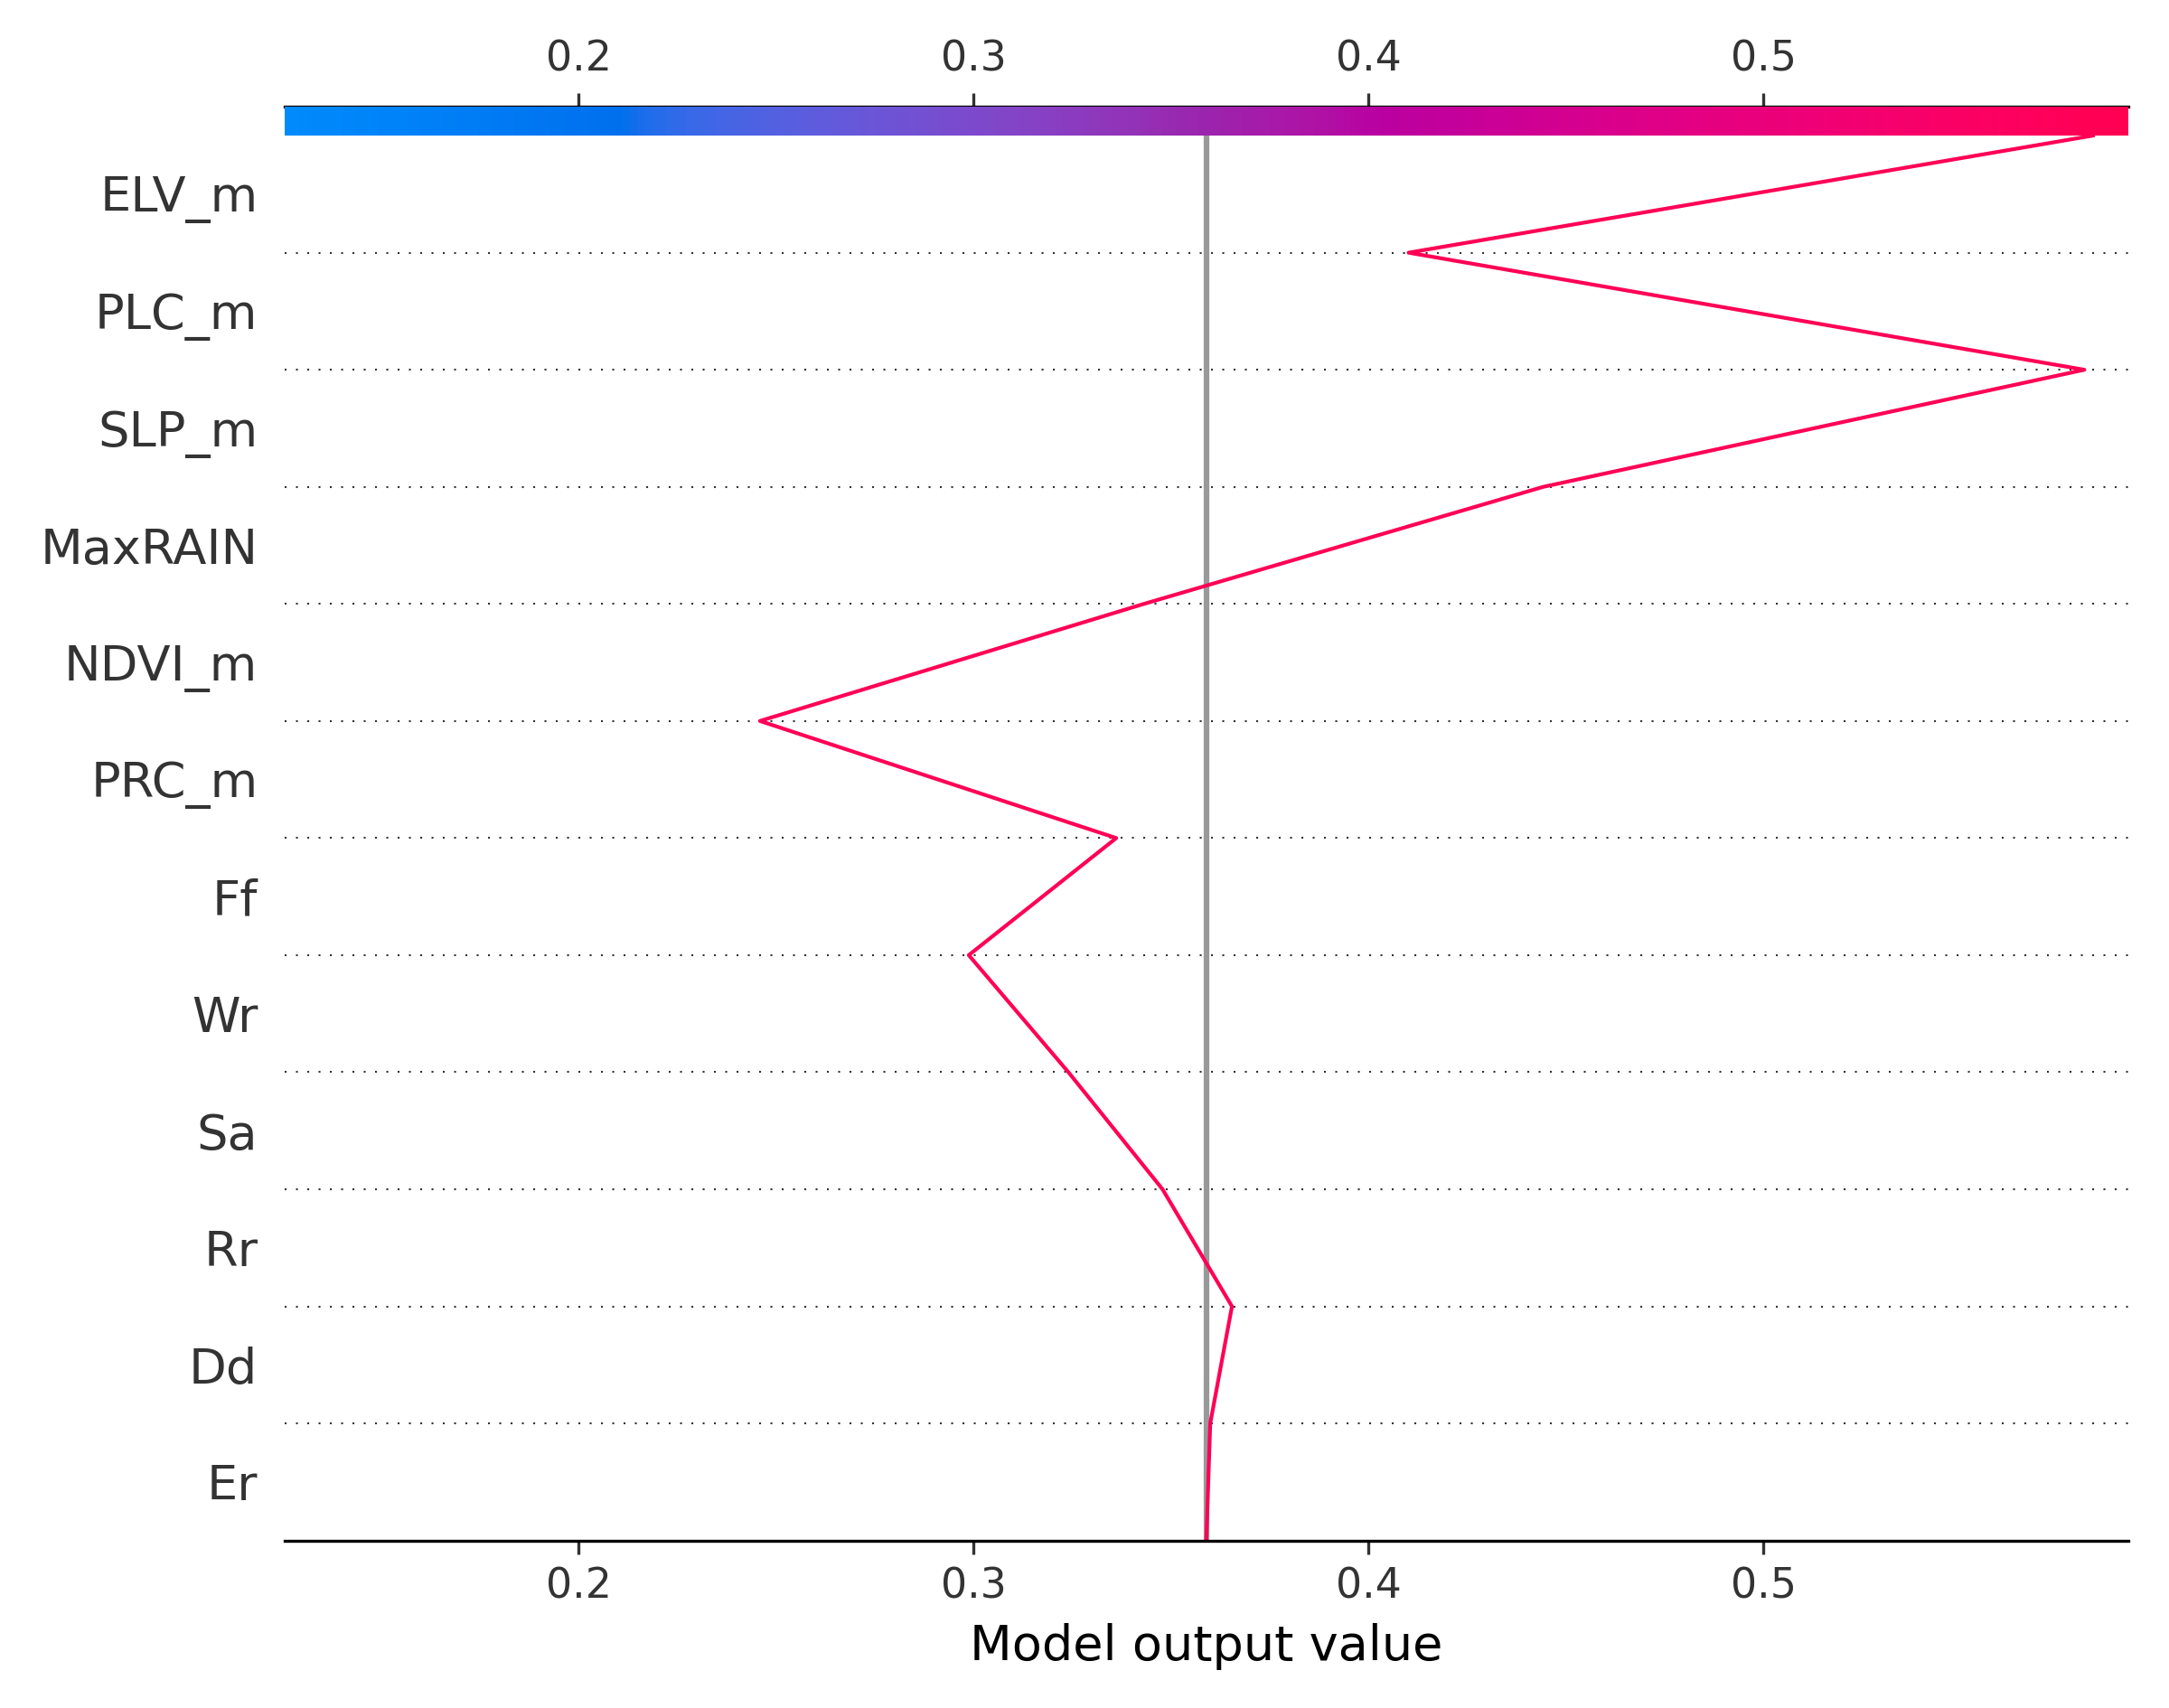 0.2 0.3 0.4 0.5
ELV_m
PLC_m
SLP_m
MaxRAIN
NDVI_m
PRC_m
Ff
Wr
Sa
Rr
Dd
Er
0.2 0.3 0.4 0.5
Model output value